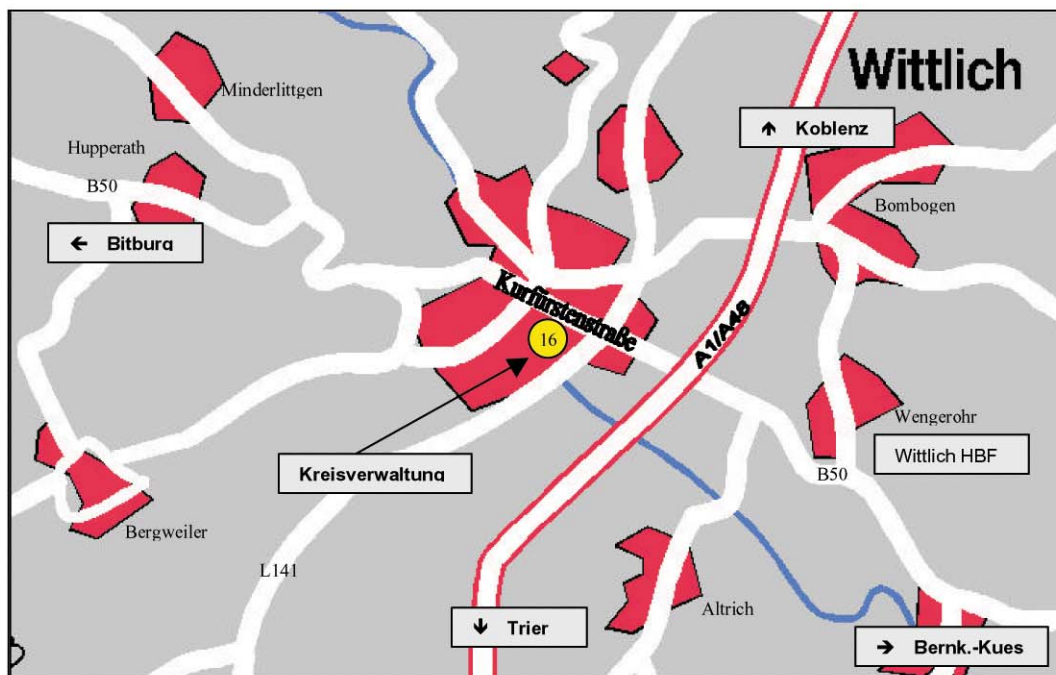 Wittlich
Minderlittgen
↑ Koblenz
Hupperath
B50
Bombogen
← Bitburg
Kurfürstenstraße
16
A1/A48
Wengerohr
Wittlich HBF
Kreisverwaltung
B50
Bergweiler
L141
Altrich
↓ Trier
→ Bernk.-Kues